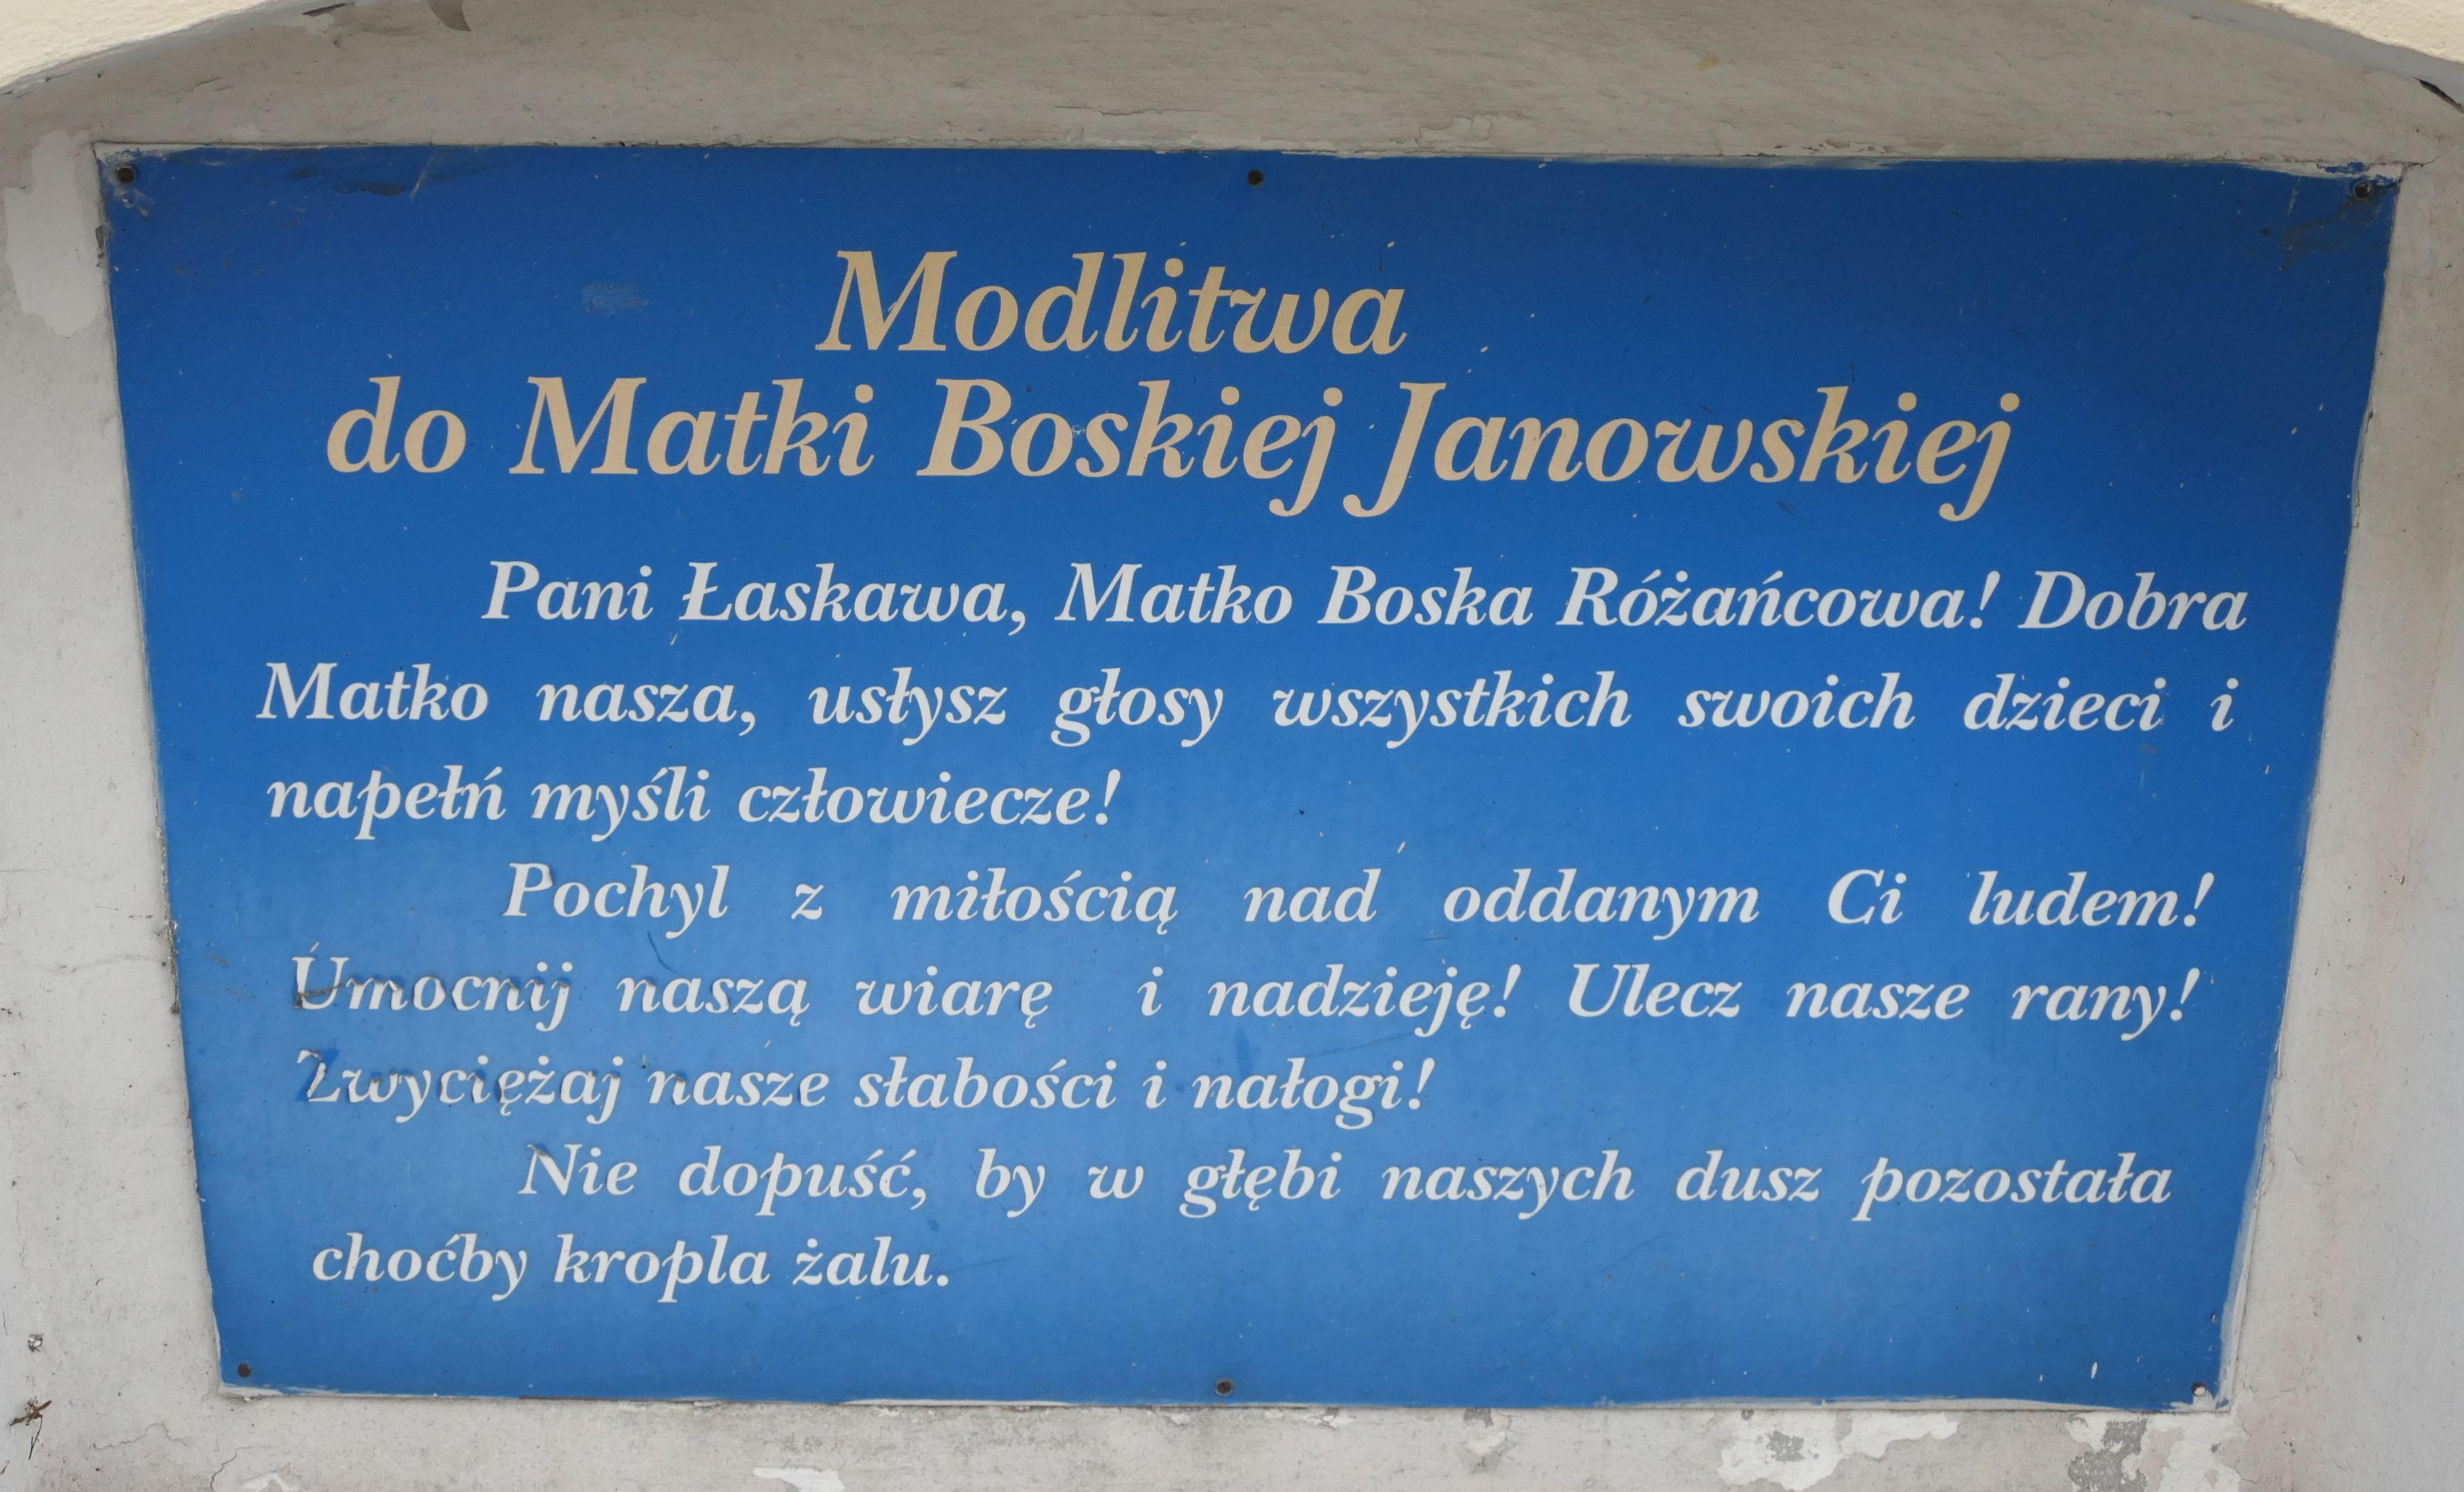 Modlitwa
do Matki Boskiej Janowskiej
Pani Łaskawa, Matko Boska Różańcowa! Dobra
Matko nasza, usłysz głosy wszystkich swoich dzieci i
napełń myśli człowiecze!
Pochyl z miłością nad oddanym Ci ludem!
Umocnij naszą wiarę i nadzieję! Ulecz nasze rany!
Zwyciężaj nasze słabości i nałogi!
Nie dopuść, by w głębi naszych dusz pozostała
choćby kropla żalu.